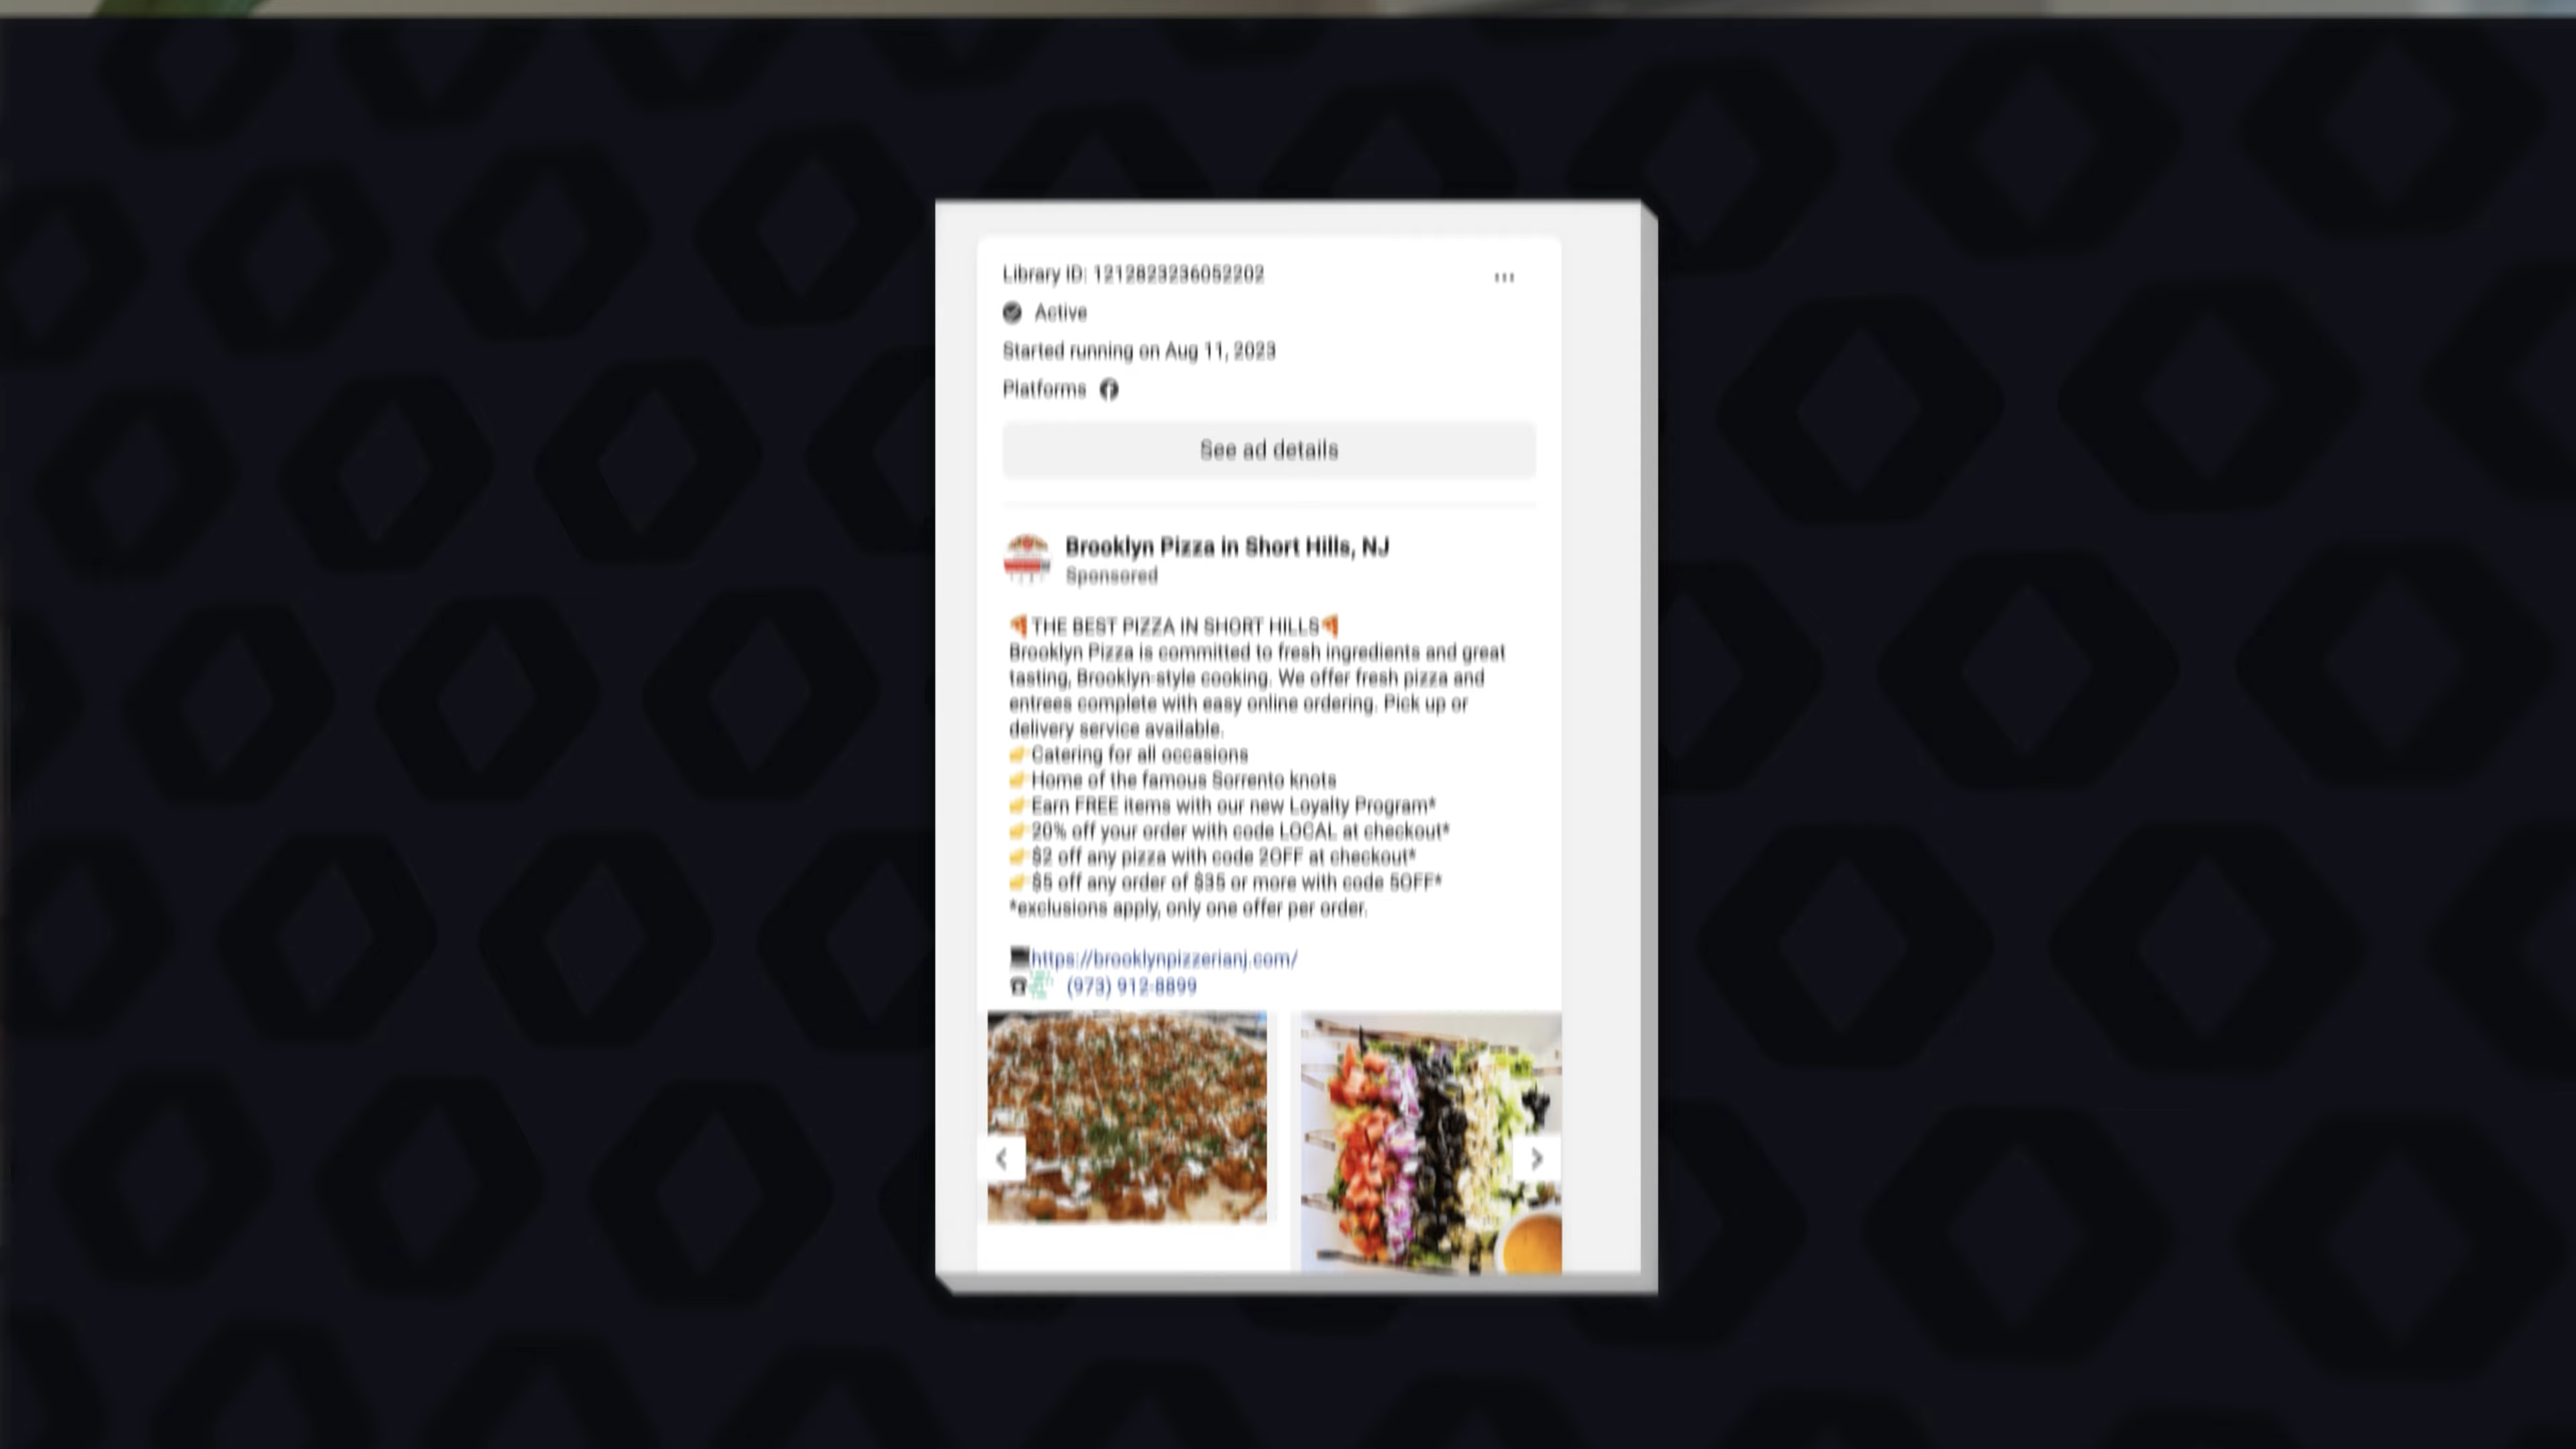 Library ID: 1212823236052202
Active
Started running on Aug 11, 2023
Platforms
See ad details
Brooklyn Pizza in Short Hills, NJ
Sponsored
🍕THE BEST PIZZA IN SHORT HILLS🍕
Brooklyn Pizza is committed to fresh ingredients and great
tasting, Brooklyn-style cooking. We offer fresh pizza and
entrees complete with easy online ordering. Pick up or
delivery service available.
👉Catering for all occasions
👉Home of the famous Sorrento knots
👉Earn FREE items with our new Loyalty Program*
👉20% off your order with code LOCAL at checkout*
👉$2 off any pizza with code 2OFF at checkout*
👉$5 off any order of $35 or more with code 5OFF*
*exclusions apply, only one offer per order.
https://brooklynpizzerianj.com/
(973) 912-8899